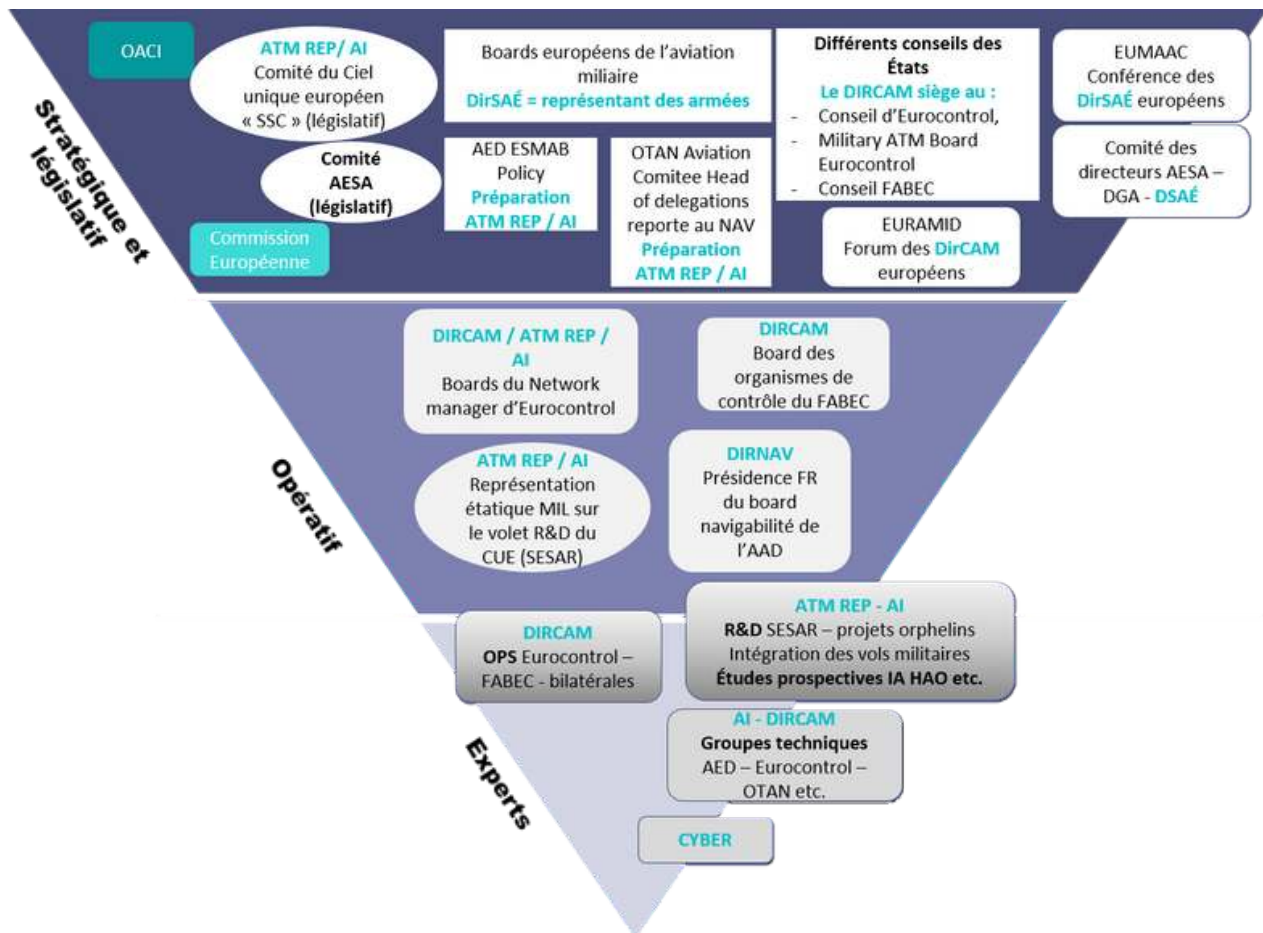 Stratégique et
législatif
OACI
ATM REP/ AI
Comité du Ciel
unique européen
« SSC » (législatif)
Comité
AESA
(législatif)
Commission
Européenne
Boards européens de l'aviation
miliaire
DirSAÉ = représentant des armées
AED ESMAB
Policy
Préparation
ATM REP / AI
OTAN Aviation
Comitee Head
of delegations
reporte au NAV
Préparation
ATM REP / AI
Différents conseils des
États
Le DIRCAM siège au :
- Conseil d'Eurocontrol,
- Military ATM Board
Eurocontrol
- Conseil FABEC
EURAMID
Forum des DirCAM
européens
EUMAAC
Conférence des
DirSAÉ européens
Comité des
directeurs AESA –
DGA - DSAÉ
Opératif
DIRCAM / ATM REP /
AI
Boards du Network
manager d'Eurocontrol
DIRCAM
Board des
organismes de
contrôle du FABEC
ATM REP / AI
Représentation
étatique MIL sur
le volet R&D du
CUE (SESAR)
DIRNAV
Présidence FR
du board
navigabilité de
l'AAD
Experts
DIRCAM
OPS Eurocontrol –
FABEC - bilatérales
ATM REP - AI
R&D SESAR – projets orphelins
Intégration des vols militaires
Études prospectives IA HAO etc.
AI - DIRCAM
Groupes techniques
AED – Eurocontrol –
OTAN etc.
CYBER